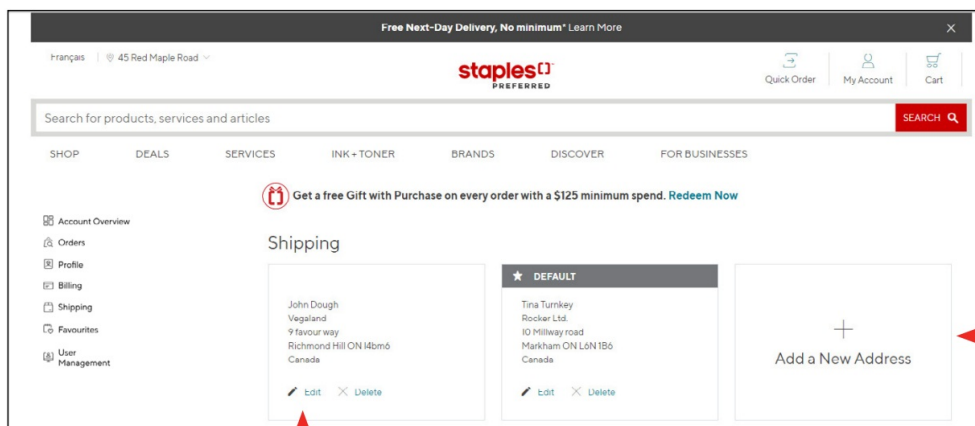 Free Next-Day Delivery, No minimum* Learn More
Français 45 Red Maple Road
staples
PREFERRED
Quick Order My Account Cart
Search for products, services and articles SEARCH
SHOP DEALS SERVICES INK + TONER BRANDS DISCOVER FOR BUSINESSES
Get a free Gift with Purchase on every order with a $125 minimum spend. Redeem Now
Account Overview
Orders
Profile
Billing
Shipping
Favourites
User
Management
Shipping
John Dough
Vegaland
9 favour way
Richmond Hill ON l4bm6
Canada
Edit Delete
DEFAULT
Tina Turnkey
Rocker Ltd.
10 Millway road
Markham ON L6N 1B6
Canada
Edit Delete
Add a New Address